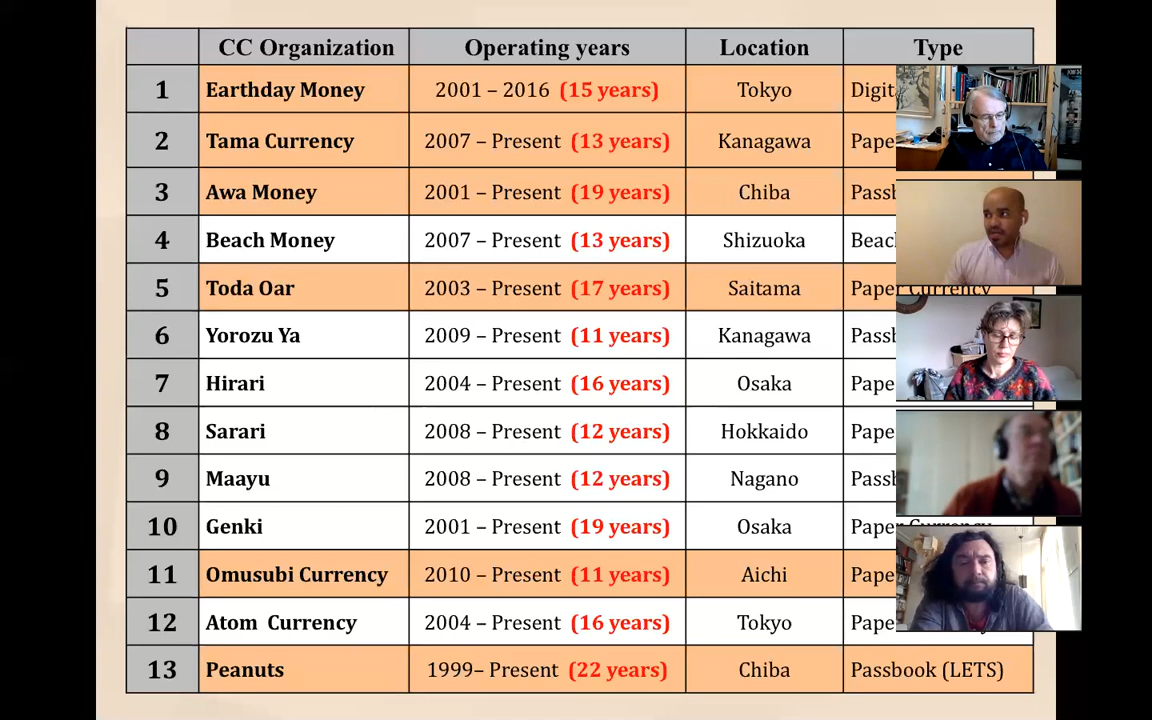 CC Organization Operating years Location Type
1 Earthday Money 2001 – 2016 (15 years) Tokyo
2 Tama Currency 2007 – Present (13 years) Kanagawa
3 Awa Money 2001 – Present (19 years) Chiba
4 Beach Money 2007 – Present (13 years) Shizuoka
5 Toda Oar 2003 – Present (17 years) Saitama Paper Currency
6 Yorozu Ya 2009 – Present (11 years) Kanagawa
7 Hirari 2004 – Present (16 years) Osaka
8 Sarari 2008 – Present (12 years) Hokkaido
9 Maayu 2008 – Present (12 years) Nagano
10 Genki 2001 – Present (19 years) Osaka Paper Currency
11 Omusubi Currency 2010 – Present (11 years) Aichi
12 Atom Currency 2004 – Present (16 years) Tokyo
13 Peanuts 1999– Present (22 years) Chiba Passbook (LETS)